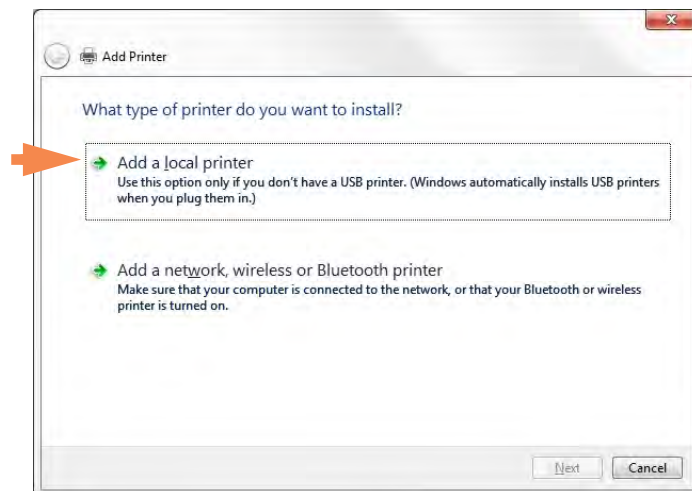 Add Printer
What type of printer do you want to install?
Add a local printer
Use this option only if you don't have a USB printer. (Windows automatically installs USB printers
when you plug them in.)
Add a network, wireless or Bluetooth printer
Make sure that your computer is connected to the network, or that your Bluetooth or wireless
printer is turned on.
Next
Cancel